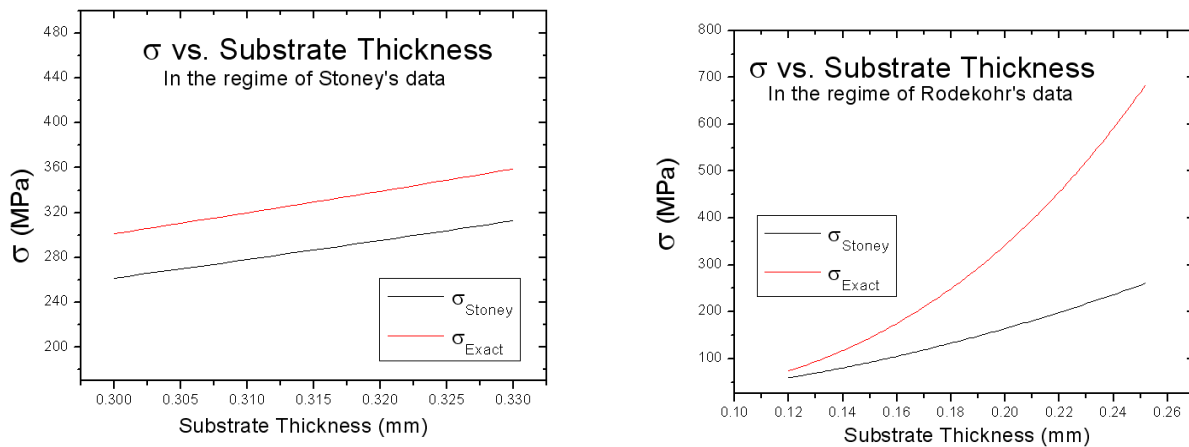 σ vs. Substrate Thickness
In the regime of Stoney's data
480
440
400
360
320
280
240
200
σ (MPa)
σStoney
σExact
0.300 0.305 0.310 0.315 0.320 0.325 0.330
Substrate Thickness (mm)
σ vs. Substrate Thickness
In the regime of Rodekohr's data
800
700
600
500
400
300
200
100
σ (MPa)
σStoney
σExact
0.10 0.12 0.14 0.16 0.18 0.20 0.22 0.24 0.26
Substrate Thickness (mm)